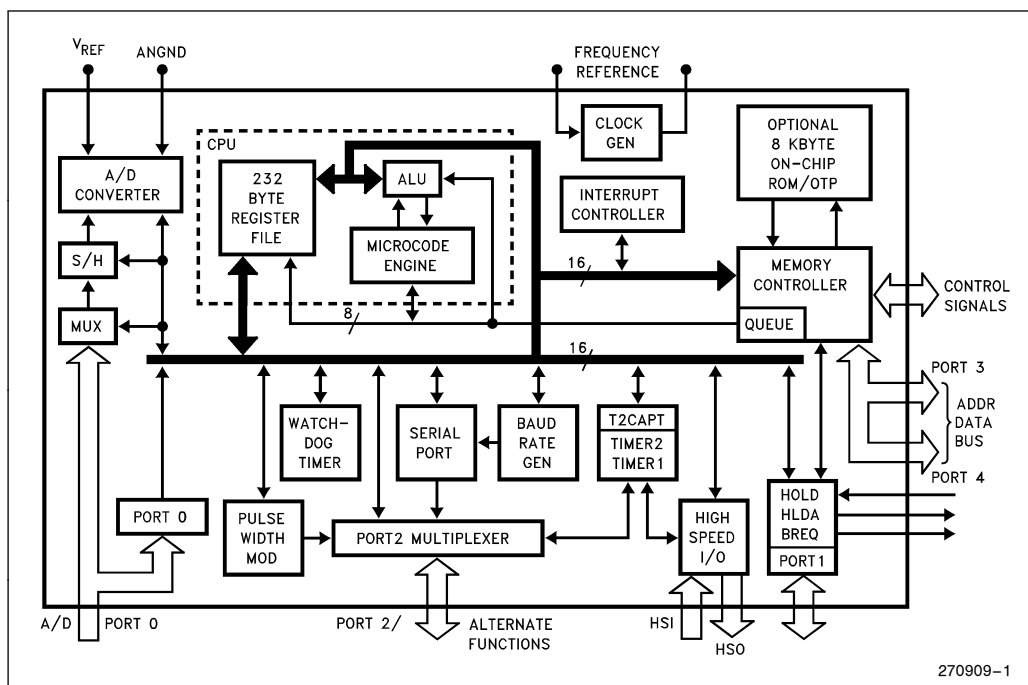 VREF
ANGND
FREQUENCY
REFERENCE
CPU
CLOCK
GEN
OPTIONAL
8 KBYTE
ON-CHIP
ROM/OTP
A/D
CONVERTER
232
BYTE
REGISTER
FILE
ALU
INTERRUPT
CONTROLLER
S/H
MICROCODE
ENGINE
16
MEMORY
CONTROLLER
CONTROL
SIGNALS
MUX
8
QUEUE
16
PORT 3
ADDR
DATA
BUS
PORT 4
WATCH-
DOG
TIMER
SERIAL
PORT
BAUD
RATE
GEN
T2CAPT
TIMER2
TIMER1
PORT 0
PULSE
WIDTH
MOD
PORT2 MULTIPLEXER
HIGH
SPEED
I/O
HOLD
HLDA
BREQ
PORT1
A/D
PORT 0
PORT 2/
ALTERNATE
FUNCTIONS
HSI
HSO
270909-1